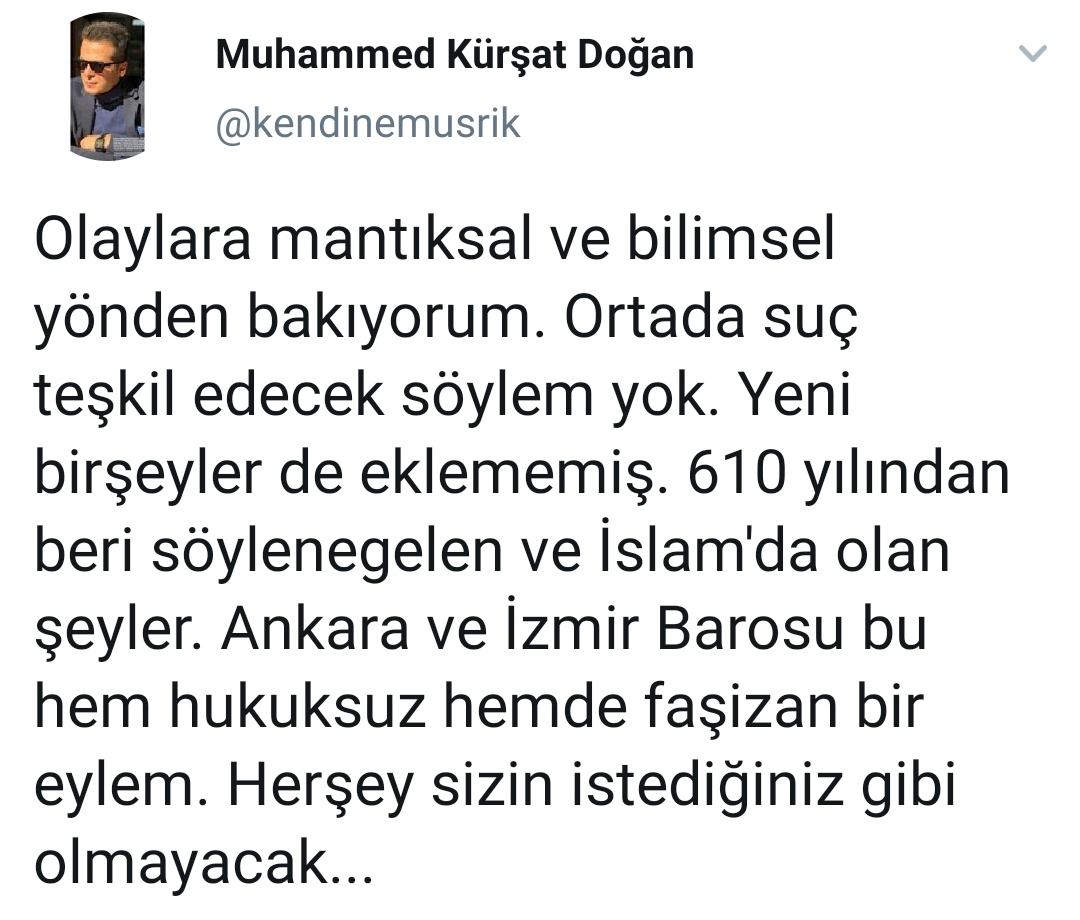 Muhammed Kürşat Doğan
@kendinemusrik
Olaylara mantıksal ve bilimsel
yönden bakıyorum. Ortada suç
teşkil edecek söylem yok. Yeni
birşeyler de eklememiş. 610 yılından
beri söylenegelen ve İslam'da olan
şeyler. Ankara ve İzmir Barosu bu
hem hukuksuz hemde faşizan bir
eylem. Herşey sizin istediğiniz gibi
olmayacak...